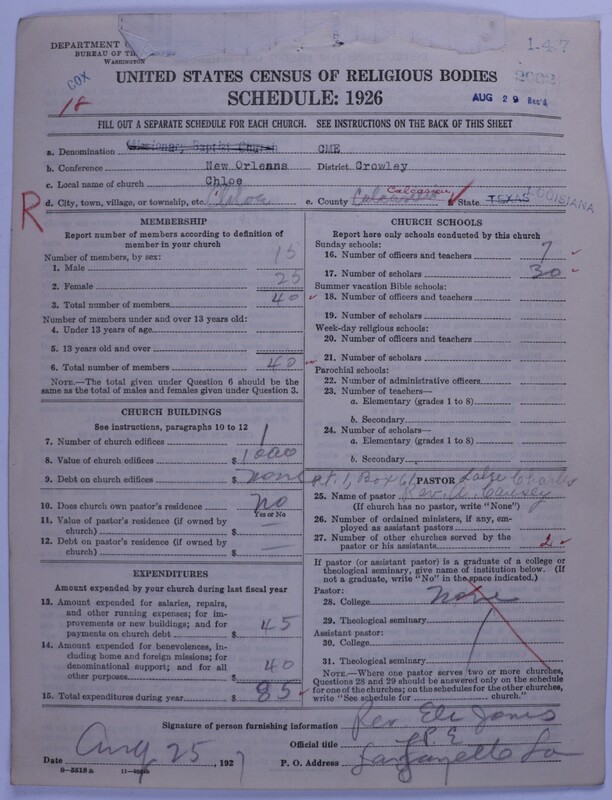 DEPARTMENT O
BUREAU OF TH
WASHINGTON
1-4-7
COX
18
UNITED STATES CENSUS OF RELIGIOUS BODIES
SCHEDULE: 1926
AUG 29 Rec'd
FILL OUT A SEPARATE SCHEDULE FOR EACH CHURCH. SEE INSTRUCTIONS ON THE BACK OF THIS SHEET
a. Denomination Missionary Baptist Church CME
b. Conference New Orleans District Crowley
c. Local name of church Chloe
R
d. City, town, village, or township, etc. Chloe e. County Calcasieu Calcasieu State TEXAS LOUISIANA
MEMBERSHIP
Report number of members according to definition of
member in your church
Number of members, by sex:
1. Male 15
2. Female 25
3. Total number of members 40
Number of members under and over 13 years old:
4. Under 13 years of age
5. 13 years old and over
6. Total number of members 40
NOTE.—The total given under Question 6 should be the
same as the total of males and females given under Question 3.
CHURCH BUILDINGS
See instructions, paragraphs 10 to 12
7. Number of church edifices 1
8. Value of church edifices $ 1000
9. Debt on church edifices $ none
10. Does church own pastor's residence no
Yes or No
11. Value of pastor's residence (if owned by
church) $
12. Debt on pastor's residence (if owned by
church) $ —
EXPENDITURES
Amount expended by your church during last fiscal year
13. Amount expended for salaries, repairs,
and other running expenses; for im-
provements or new buildings; and for
payments on church debt $ 45
14. Amount expended for benevolences, in-
cluding home and foreign missions; for
denominational support; and for all
other purposes $ 40
15. Total expenditures during year $ 85
CHURCH SCHOOLS
Report here only schools conducted by this church
Sunday schools:
16. Number of officers and teachers 7
17. Number of scholars 30
Summer vacation Bible schools:
18. Number of officers and teachers
19. Number of scholars
Week-day religious schools:
20. Number of officers and teachers
21. Number of scholars
Parochial schools:
22. Number of administrative officers
23. Number of teachers—
a. Elementary (grades 1 to 8)
b. Secondary
24. Number of scholars—
a. Elementary (grades 1 to 8)
b. Secondary
Rt. 1, Box 61 PASTOR Lake Charles
25. Name of pastor Rev. A. Causey
(If church has no pastor, write "None")
26. Number of ordained ministers, if any, em-
ployed as assistant pastors
27. Number of other churches served by the
pastor or his assistants 2
If pastor (or assistant pastor) is a graduate of a college or
theological seminary, give name of institution below. (If
not a graduate, write "No" in the space indicated.)
Pastor:
28. College none
29. Theological seminary
Assistant pastor:
30. College
31. Theological seminary
NOTE.—Where one pastor serves two or more churches,
Questions 28 and 29 should be answered only on the schedule
for one of the churches; on the schedules for the other churches,
write "See schedule for church."
Signature of person furnishing information Rev Eli Jones
Official title P. E
Date Aug 25, 1927 P. O. Address Lafayette La
8-5518a